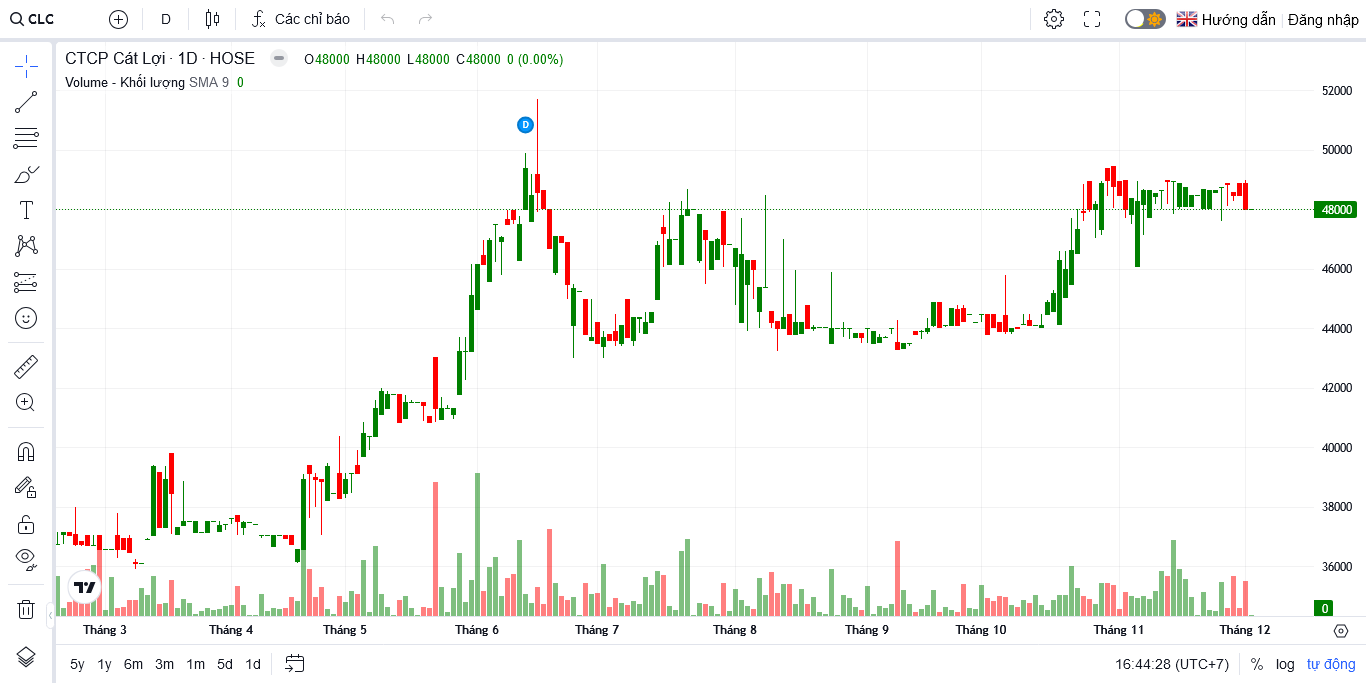 CLC D Các chỉ báo Hướng dẫn Đăng nhập
CTCP Cát Lợi · 1D · HOSE O48000 H48000 L48000 C48000 0 (0.00%)
Volume - Khối lượng SMA 9 0
D
52000
50000
48000
46000
44000
42000
40000
38000
36000
0
Tháng 3 Tháng 4 Tháng 5 Tháng 6 Tháng 7 Tháng 8 Tháng 9 Tháng 10 Tháng 11 Tháng 12
5y 1y 6m 3m 1m 5d 1d 16:44:28 (UTC+7) % log tự động